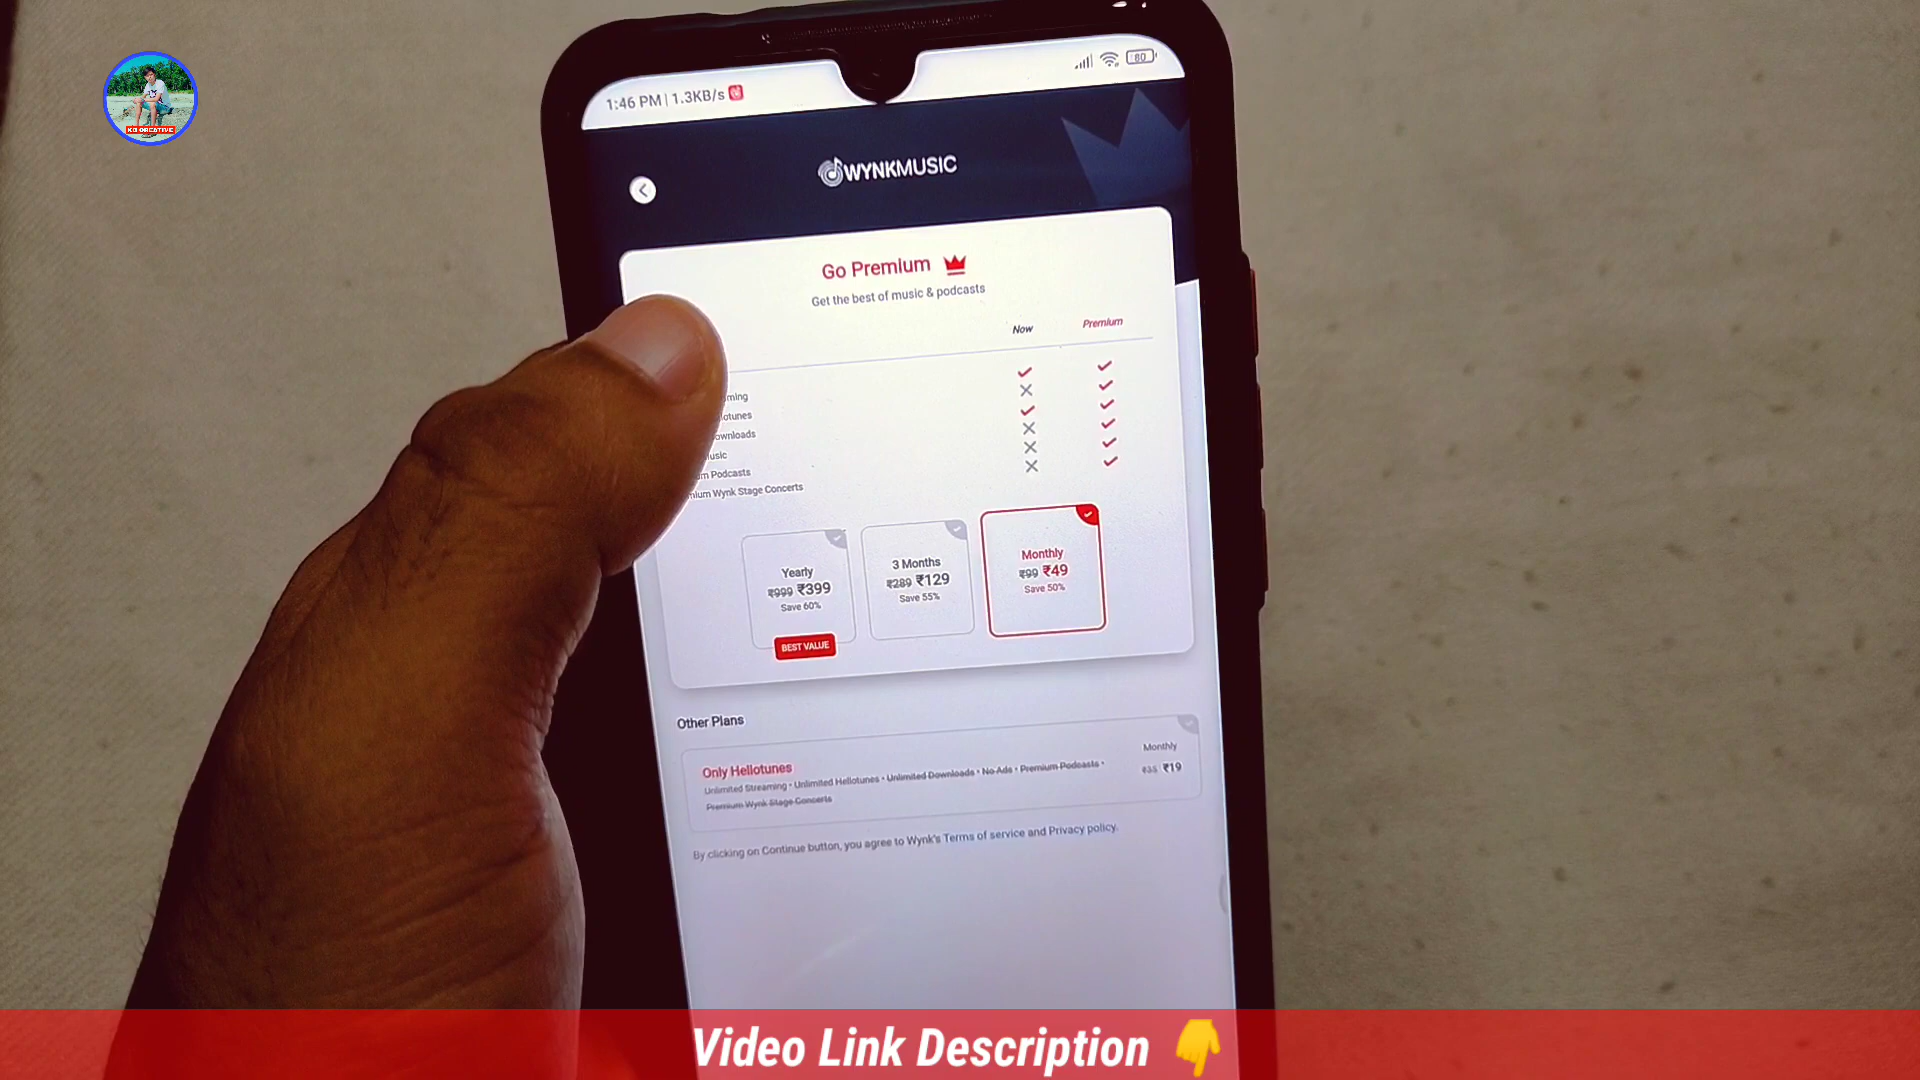 1:46 PM | 1.3KB/s
80
KD CREATIVE
WYNKMUSIC
Go Premium
Get the best of music & podcasts
Now Premium
Podcasts
Wynk Stage Concerts
Yearly
₹999 ₹399
Save 60%
BEST VALUE
3 Months
₹289 ₹129
Save 55%
Monthly
₹99 ₹49
Save 50%
Other Plans
Only Hellotunes
Unlimited Streaming • Unlimited Hellotunes • Unlimited Downloads • No Ads • Premium Podcasts •
Premium Wynk Stage Concerts
Monthly
₹35 ₹19
By clicking on Continue button, you agree to Wynk's Terms of service and Privacy policy.
Video Link Description